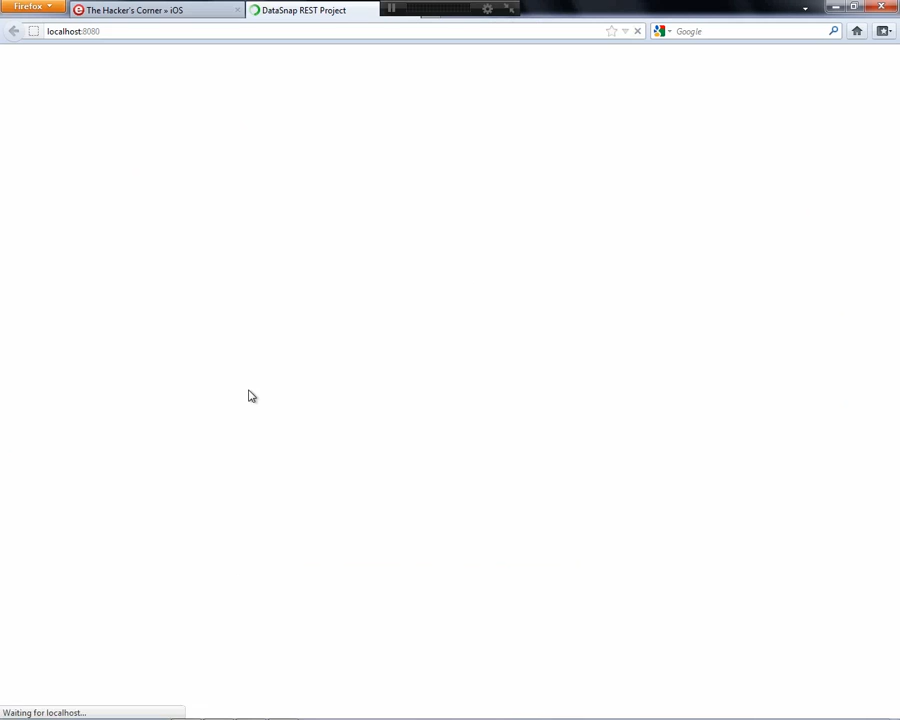 Firefox
The Hacker's Corner » iOS
DataSnap REST Project
localhost:8080
Google
Waiting for localhost...